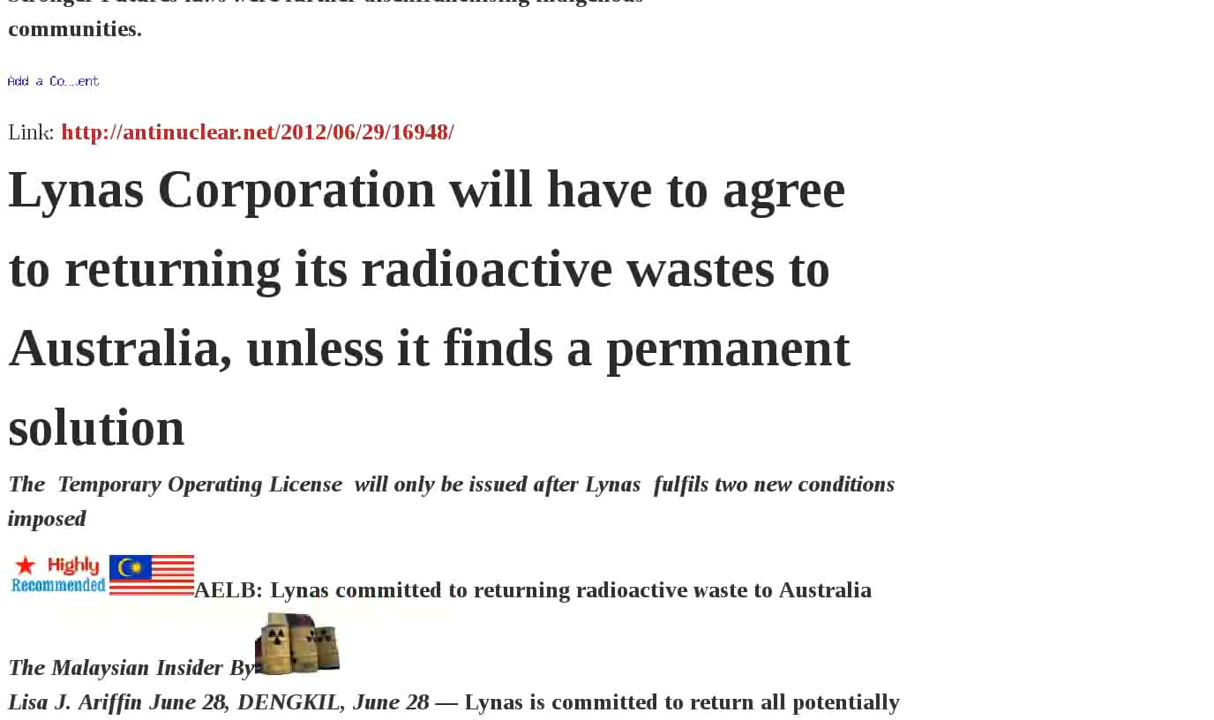 communities.
Link: http://antinuclear.net/2012/06/29/16948/
Lynas Corporation will have to agree
to returning its radioactive wastes to
Australia, unless it finds a permanent
solution
The Temporary Operating License will only be issued after Lynas fulfils two new conditions
imposed
Highly
Recommended
AELB: Lynas committed to returning radioactive waste to Australia
The Malaysian Insider By
Lisa J. Ariffin June 28, DENGKIL, June 28 — Lynas is committed to return all potentially